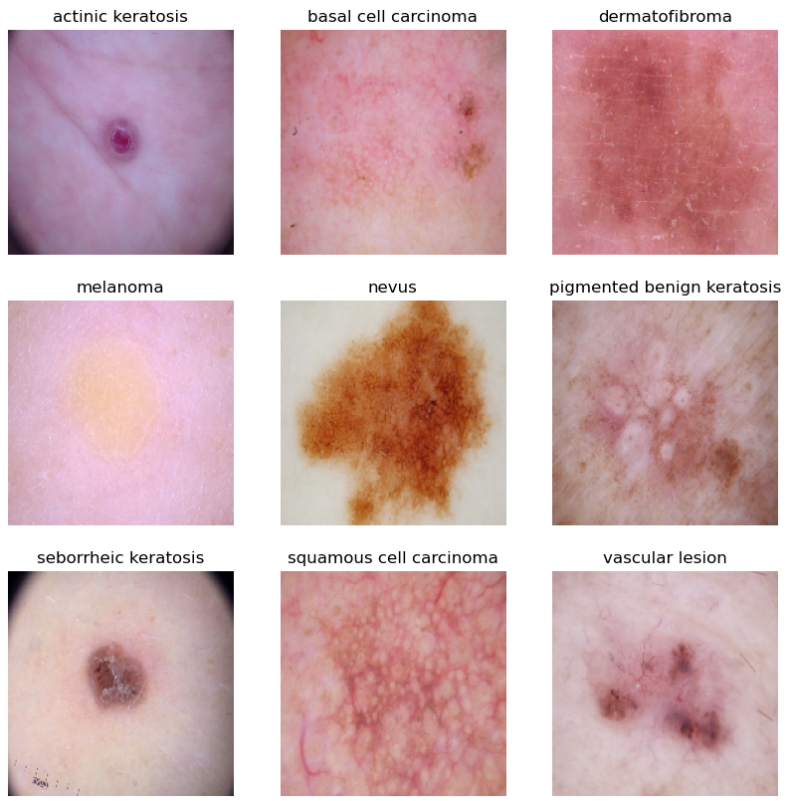 actinic keratosis
basal cell carcinoma
dermatofibroma
melanoma
nevus
pigmented benign keratosis
seborrheic keratosis
squamous cell carcinoma
vascular lesion